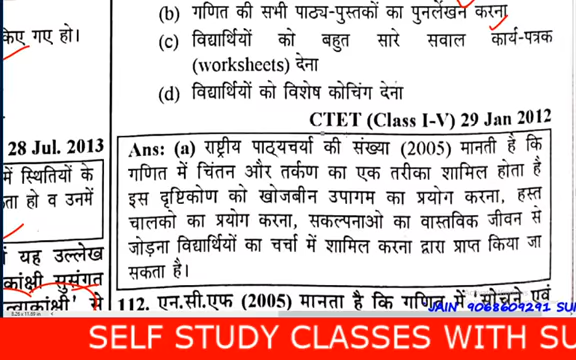 (b) गणित की सभी पाठ्य-पुस्तकों का पुनर्लेखन करना
(c) विद्यार्थियों को बहुत सारे सवाल कार्य-पत्रक
(worksheets) देना
(d) विद्यार्थियों को विशेष कोचिंग देना
CTET (Class I-V) 29 Jan 2012
Ans: (a) राष्ट्रीय पाठ्यचर्या की संख्या (2005) मानती है कि
गणित में चिंतन और तर्कण का एक तरीका शामिल होता है
इस दृष्टिकोण को खोजबीन उपागम का प्रयोग करना, हस्त
चालको का प्रयोग करना, सकल्पनाओ का वास्तविक जीवन से
जोड़ना विद्यार्थियों का चर्चा में शामिल करना द्वारा प्राप्त किया जा
सकता है।
112. एन.सी.एफ (2005) मानता है कि गणित में 'सोचने एवं
किए गए हो।
28 Jul. 2013
में स्थितियों के
ता हो व उनमें
में यह उल्लेख
कांक्षी सुसंगत
त्वाकांक्षी' से
JAIN 9068609291
SELF STUDY CLASSES WITH SU